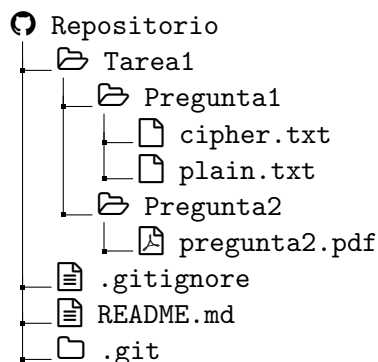 Repositorio
Tarea1
Pregunta1
cipher.txt
plain.txt
Pregunta2
pregunta2.pdf
.gitignore
README.md
.git